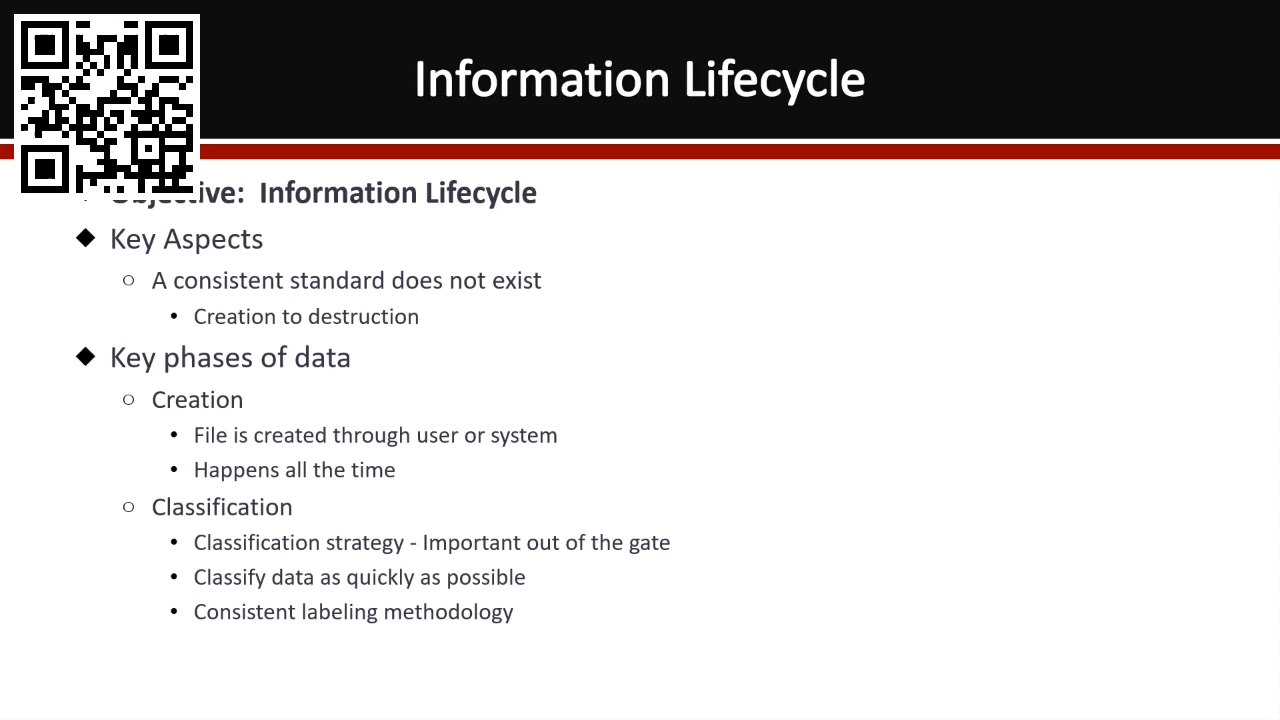 Information Lifecycle
Objective: Information Lifecycle
Key Aspects
A consistent standard does not exist
Creation to destruction
Key phases of data
Creation
File is created through user or system
Happens all the time
Classification
Classification strategy - Important out of the gate
Classify data as quickly as possible
Consistent labeling methodology